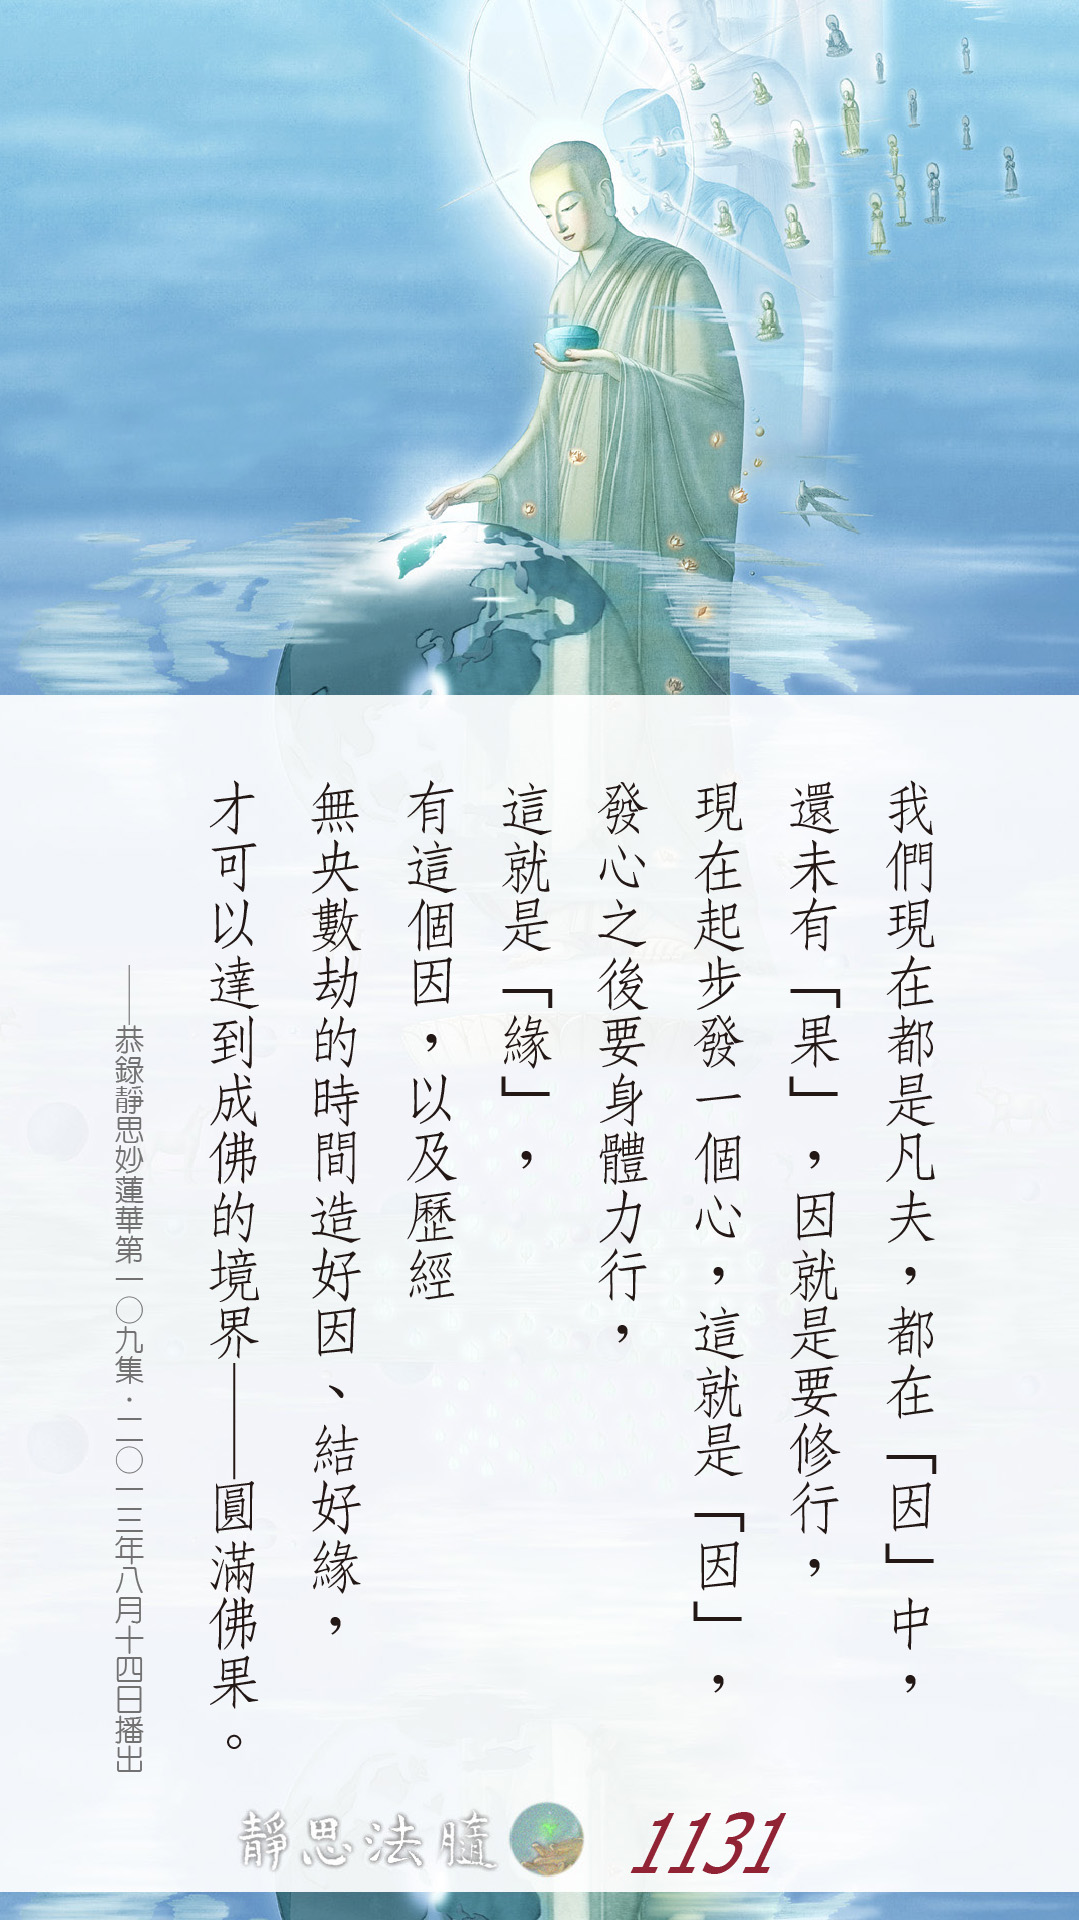 我們現在都是凡夫，都在「因」中，
還未有「果」，因就是要修行，
現在起步發一個心，這就是「因」，
發心之後要身體力行，
這就是「緣」，
有這個因，以及歷經
無央數劫的時間造好因、結好緣，
才可以達到成佛的境界——圓滿佛果。
——恭錄靜思妙蓮華第一〇九集．二〇一三年八月十四日播出
靜思法髓
1131